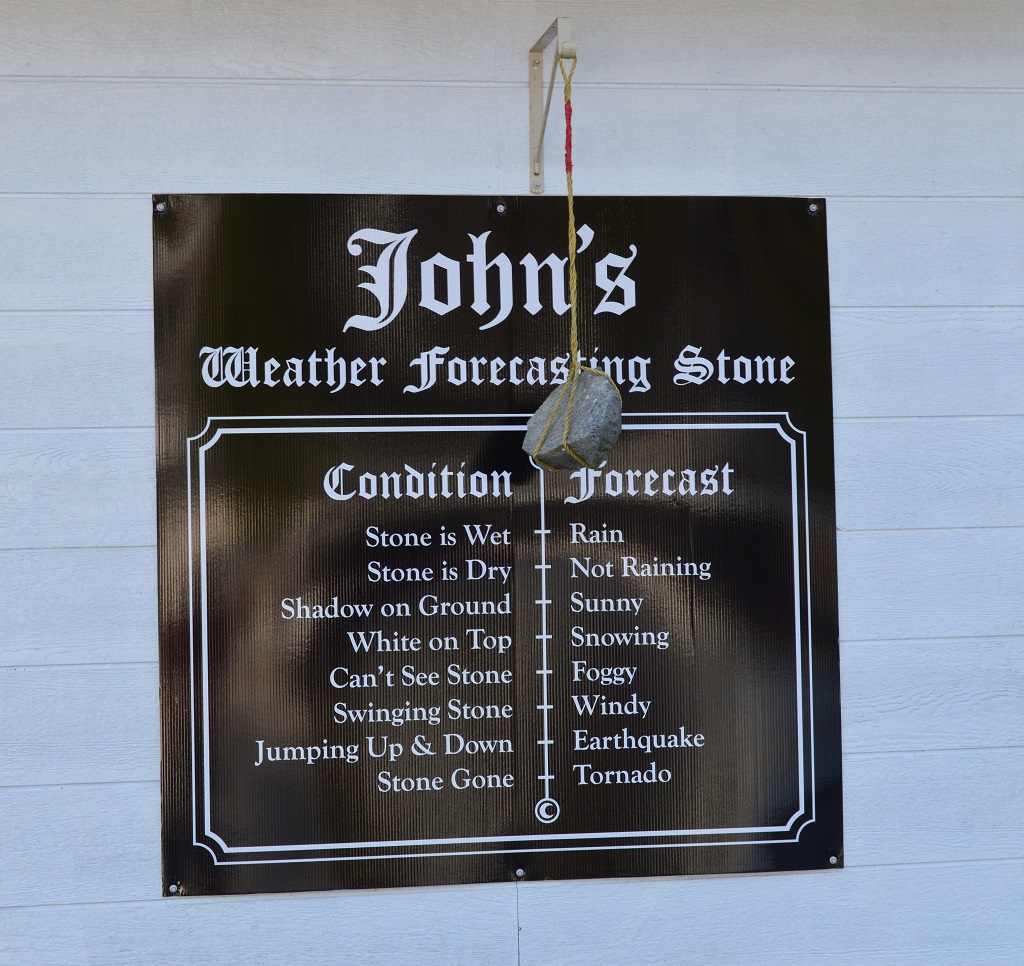 John's
Weather Forecasting Stone
Condition Forecast
Stone is Wet Rain
Stone is Dry Not Raining
Shadow on Ground Sunny
White on Top Snowing
Can't See Stone Foggy
Swinging Stone Windy
Jumping Up & Down Earthquake
Stone Gone Tornado
©